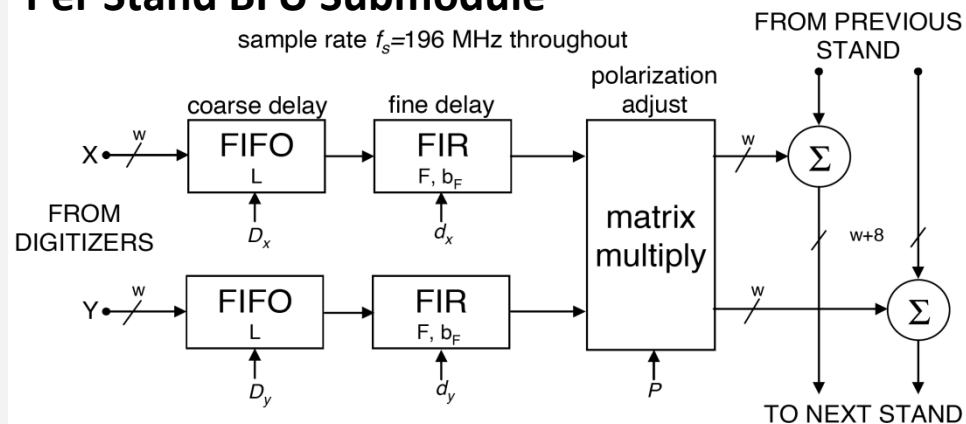 Per Stand BFU Submodule
sample rate fs=196 MHz throughout
FROM PREVIOUS
STAND
coarse delay
fine delay
polarization
adjust
X
w
FIFO
L
FIR
F, bF
w
Σ
FROM
DIGITIZERS
Dx
dx
matrix
multiply
w+8
Y
w
FIFO
L
FIR
F, bF
w
Σ
Dy
dy
P
TO NEXT STAND